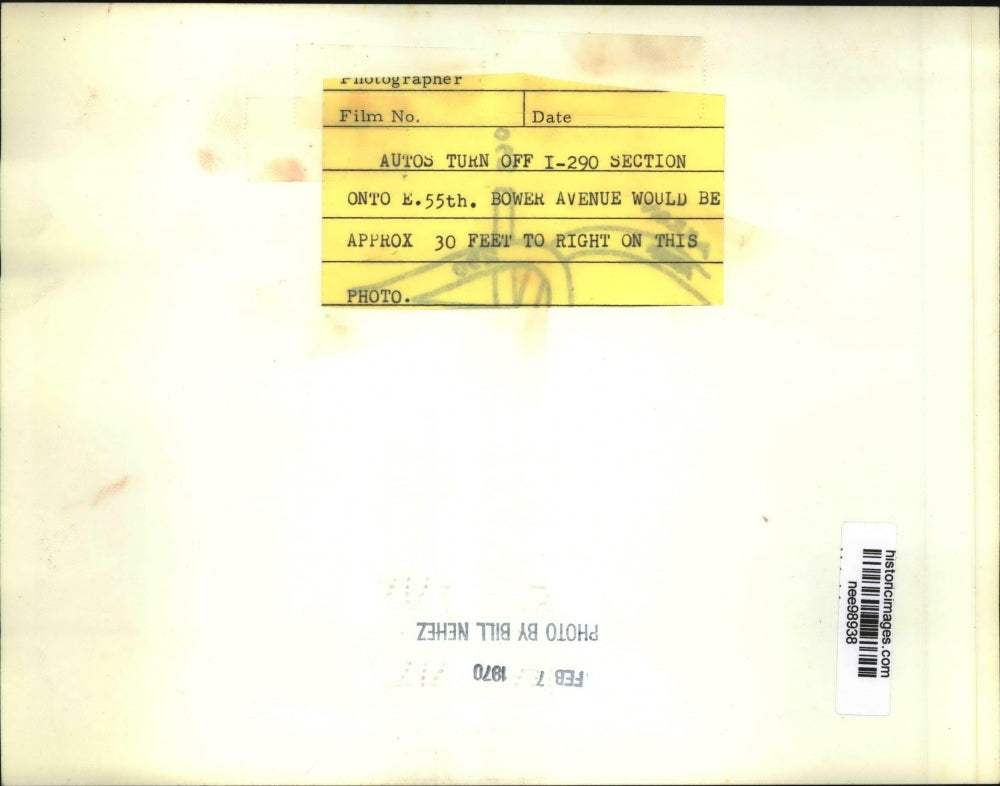 Photographer
Film No. Date
AUTOS TURN OFF I-290 SECTION
ONTO E.55th. BOWER AVENUE WOULD BE
APPROX 30 FEET TO RIGHT ON THIS
PHOTO.
PHOTO BY BILL NEHEZ
FEB 7 1970
historicimages.com
nee98938